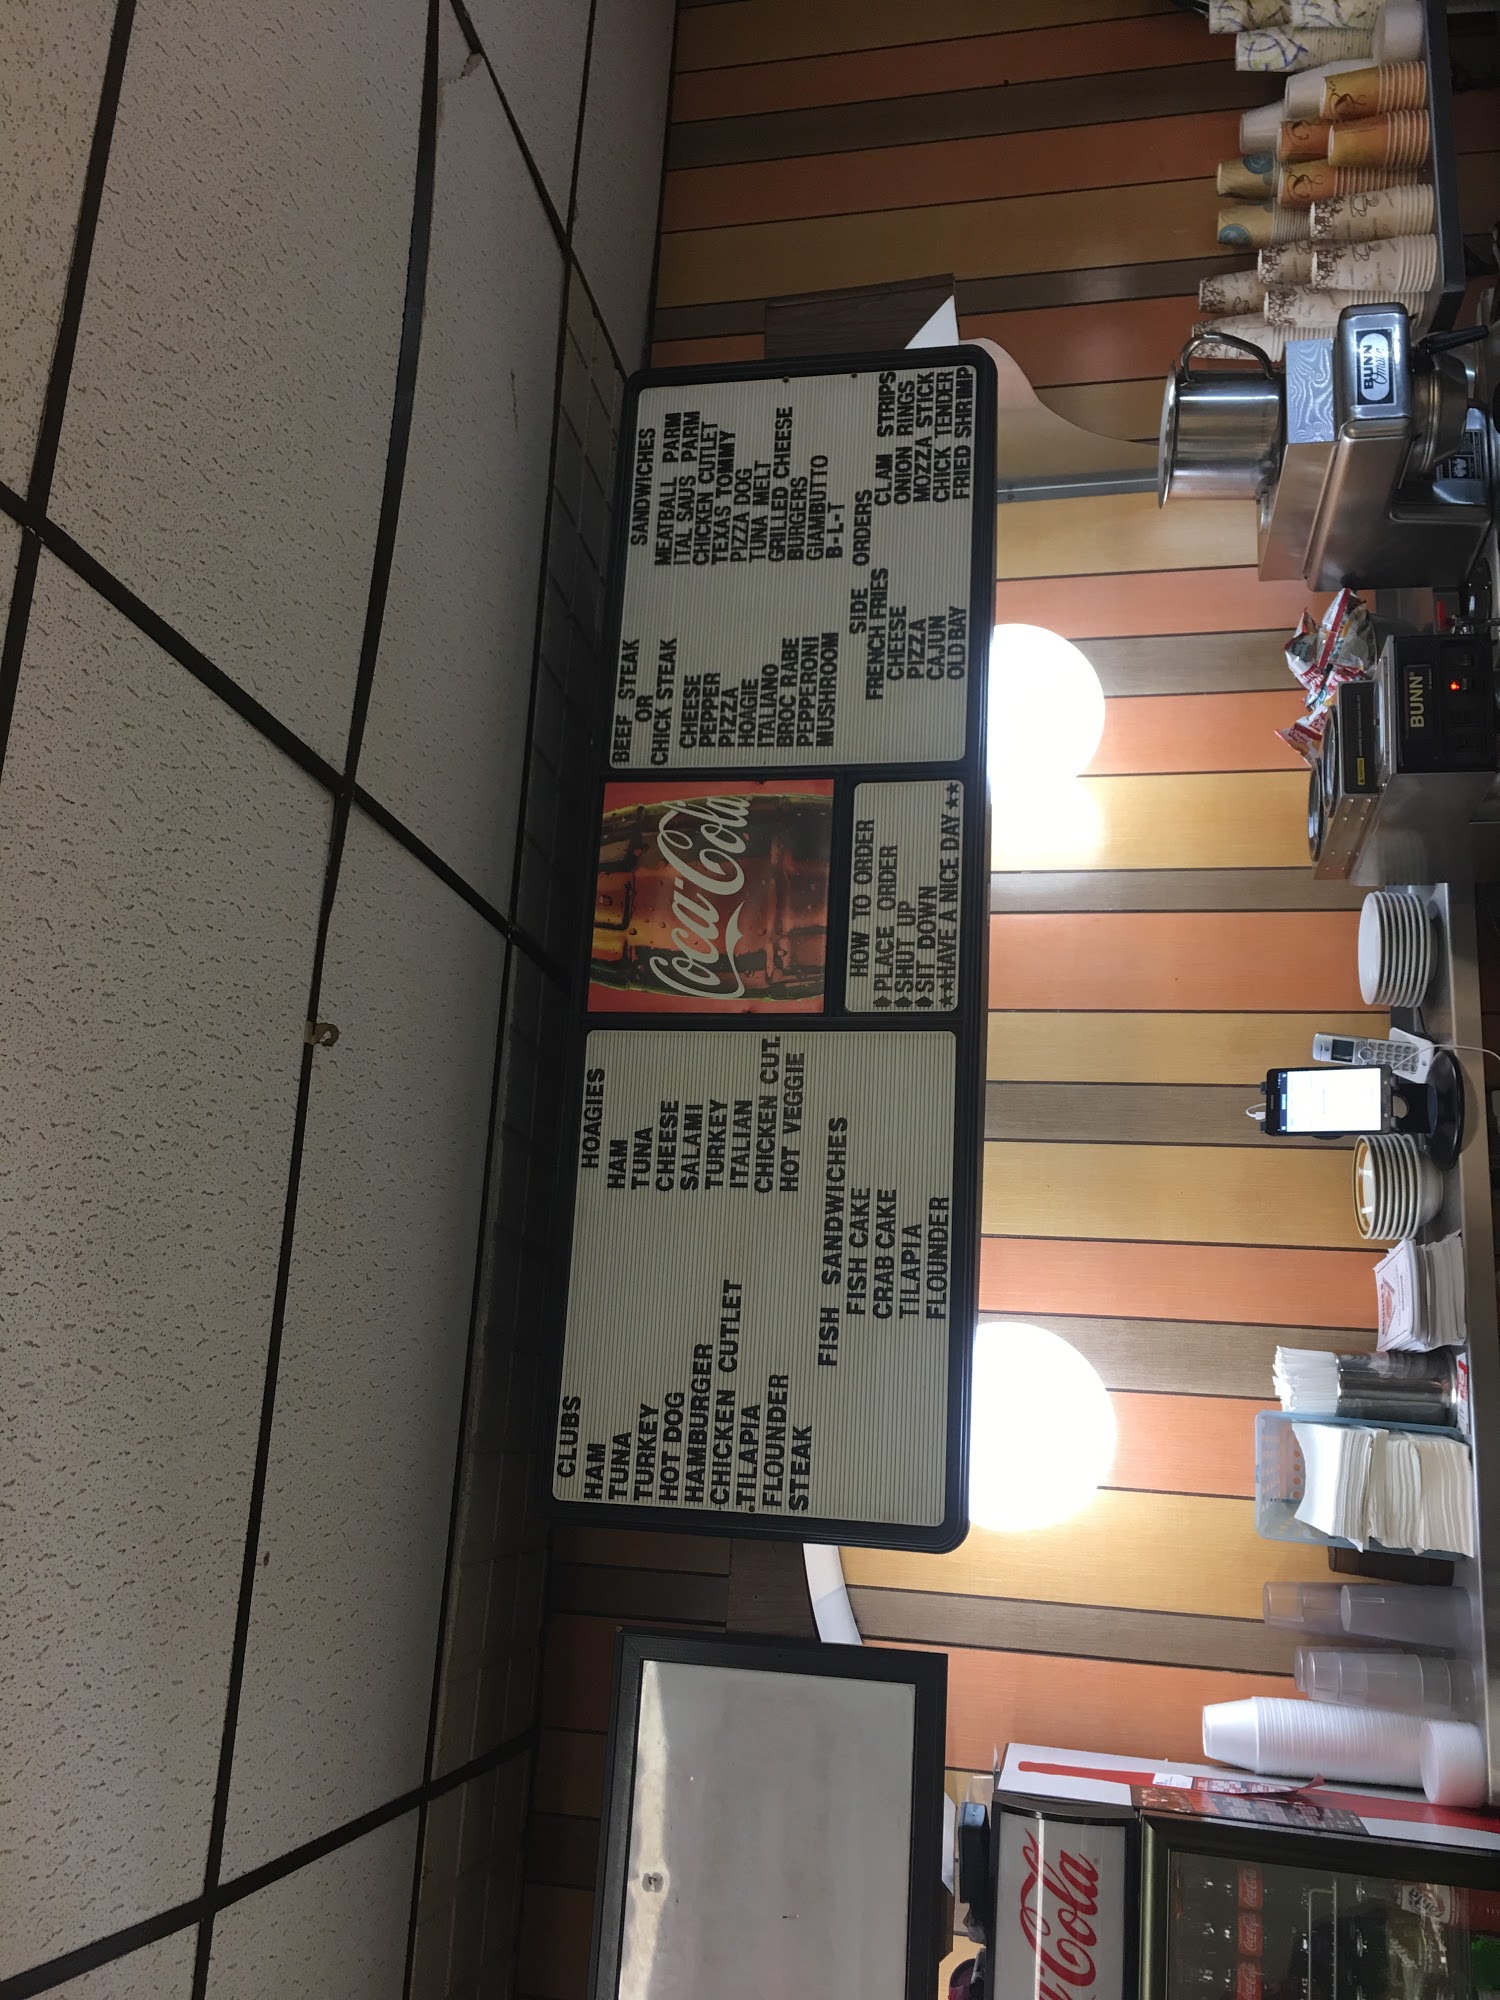 CLUBS
HAM
TUNA
TURKEY
HOT DOG
HAMBURGER
CHICKEN CUTLET
TILAPIA
FLOUNDER
STEAK
HOAGIES
HAM
TUNA
CHEESE
SALAMI
TURKEY
ITALIAN
CHICKEN CUT.
HOT VEGGIE
FISH SANDWICHES
FISH CAKE
CRAB CAKE
TILAPIA
FLOUNDER
Coca-Cola
HOW TO ORDER
PLACE ORDER
SHUT UP
SIT DOWN
★★HAVE A NICE DAY★★
BEEF STEAK
OR
CHICK STEAK
CHEESE
PEPPER
PIZZA
HOAGIE
ITALIANO
BROC RABE
PEPPERONI
MUSHROOM
SANDWICHES
MEATBALL PARM
ITAL SAUS PARM
CHICKEN CUTLET
TEXAS TOMMY
PIZZA DOG
TUNA MELT
GRILLED CHEESE
BURGERS
GIAMBUTTO
B-L-T
SIDE ORDERS
FRENCH FRIES
CHEESE
PIZZA
CAJUN
OLD BAY
CLAM STRIPS
ONION RINGS
MOZZA STICK
CHICK TENDER
FRIED SHRIMP
Cola
BUNN
BUNN
Omatic